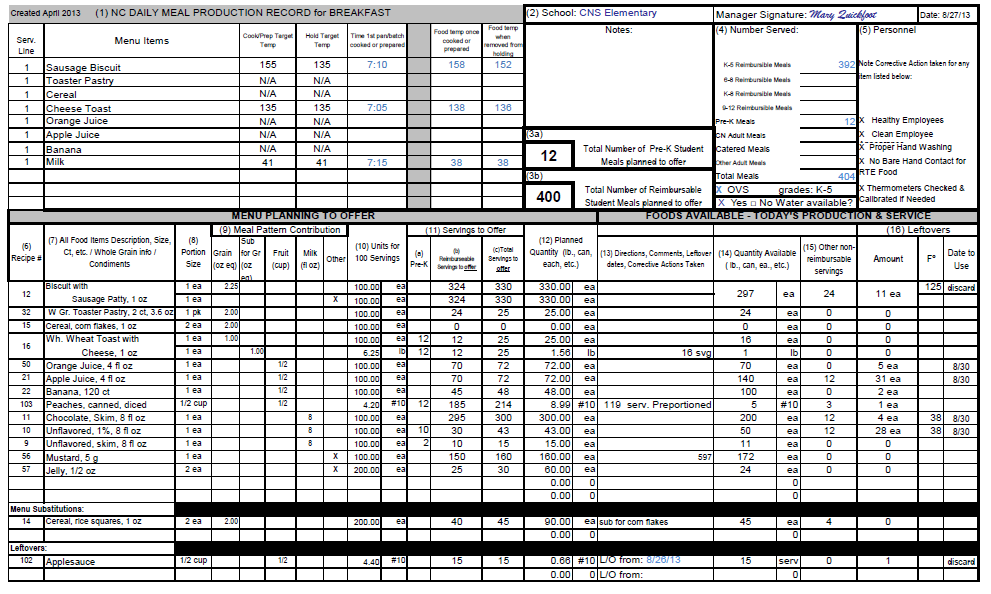 Created April 2013 (1) NC DAILY MEAL PRODUCTION RECORD for BREAKFAST
(2) School: CNS Elementary
Manager Signature: Mary Quickfoot Date: 8/27/13
Serv. Line Menu Items Cook/Prep Target Temp Hold Target Temp Time 1st pan/batch cooked or prepared Food temp once cooked or prepared Food temp when removed from holding
Notes:
(4) Number Served:
(5) Personnel
1 Sausage Biscuit 155 135 7:10 158 152
1 Toaster Pastry N/A N/A
1 Cereal N/A N/A
1 Cheese Toast 135 135 7:05 138 136
1 Orange Juice N/A N/A
1 Apple Juice N/A N/A
1 Banana N/A N/A
1 Milk 41 41 7:15 38 38
(3a)
12 Total Number of Pre-K Student Meals planned to offer
(3b)
400 Total Number of Reimbursable Student Meals planned to offer
K-5 Reimbursible Meals 392
6-8 Reimbursible Meals
K-8 Reimbursible Meals
9-12 Reimbursible Meals
Pre-K Meals 12
CN Adult Meals
Catered Meals
Other Adult Meals
Total Meals 404
X OVS grades: K-5
X Yes □ No Water available?
Note Corrective Action taken for any item listed below:
X Healthy Employees
X Clean Employee
X Proper Hand Washing
X No Bare Hand Contact for RTE Food
X Thermometers Checked & Calibrated If Needed
MENU PLANNING TO OFFER
FOODS AVAILABLE - TODAY'S PRODUCTION & SERVICE
(6) Recipe #
(7) All Food Items Description, Size, Ct, etc. / Whole Grain info / Condiments
(8) Portion Size
(9) Meal Pattern Contribution
Grain (oz eq) Sub for Gr (oz eq) Fruit (cup) Milk (fl oz) Other
(10) Units for 100 Servings
(11) Servings to Offer
(a) Pre-K (b) Reimburseable Servings to offer (c)Total Servings to offer
(12) Planned Quantity (lb., can, each, etc.)
(13) Directions, Comments, Leftover dates, Corrective Actions Taken
(14) Quantity Available ( lb., can, ea., etc.)
(15) Other non-reimbursable servings
(16) Leftovers
Amount F° Date to Use
12 Biscuit with 1 ea 2.25 100.00 ea 324 330 330.00 ea 297 ea 24 11 ea 125 discard
Sausage Patty, 1 oz 1 ea X 100.00 ea 324 330 330.00 ea
32 W Gr. Toaster Pastry, 2 ct, 3.6 oz 1 pk 2.00 100.00 ea 24 25 25.00 ea 24 ea 0 0
15 Cereal, corn flakes, 1 oz 2 ea 2.00 100.00 ea 0 0 0.00 ea 0 ea 0 0
16 Wh. Wheat Toast with 1 ea 1.00 100.00 ea 12 12 25 25.00 ea 16 ea 0 0
Cheese, 1 oz 1 ea 1.00 6.25 lb 12 12 25 1.56 lb 16 svg 1 lb 0 0
50 Orange Juice, 4 fl oz 1 ea 1/2 100.00 ea 70 72 72.00 ea 70 ea 0 5 ea 8/30
21 Apple Juice, 4 fl oz 1 ea 1/2 100.00 ea 70 72 72.00 ea 140 ea 12 31 ea 8/30
22 Banana, 120 ct 1 ea 1/2 100.00 ea 45 48 48.00 ea 100 ea 0 2 ea
103 Peaches, canned, diced 1/2 cup 1/2 4.20 #10 12 185 214 8.99 #10 119 serv. Preportioned 5 #10 3 1 ea
11 Chocolate, Skim, 8 fl oz 1 ea 8 100.00 ea 295 300 300.00 ea 200 ea 12 4 ea 38 8/30
10 Unflavored, 1%, 8 fl oz 1 ea 8 100.00 ea 10 30 43 43.00 ea 50 ea 12 28 ea 38 8/30
9 Unflavored, skim, 8 fl oz 1 ea 8 100.00 ea 2 10 15 15.00 ea 11 ea 0 0
56 Mustard, 5 g 1 ea X 100.00 ea 150 160 160.00 ea 597 172 ea 0 0
57 Jelly, 1/2 oz 2 ea X 200.00 ea 25 30 60.00 ea 24 ea 0 0
0.00 0 0
0.00 0 0
Menu Substitutions:
14 Cereal, rice squares, 1 oz 2 ea 2.00 200.00 ea 40 45 90.00 ea sub for corn flakes 45 ea 4 0
0.00 0 0
Leftovers:
102 Applesauce 1/2 cup 1/2 4.40 #10 15 15 0.66 #10 L/O from: 8/26/13 15 serv 0 1 discard
0.00 0 L/O from: 0